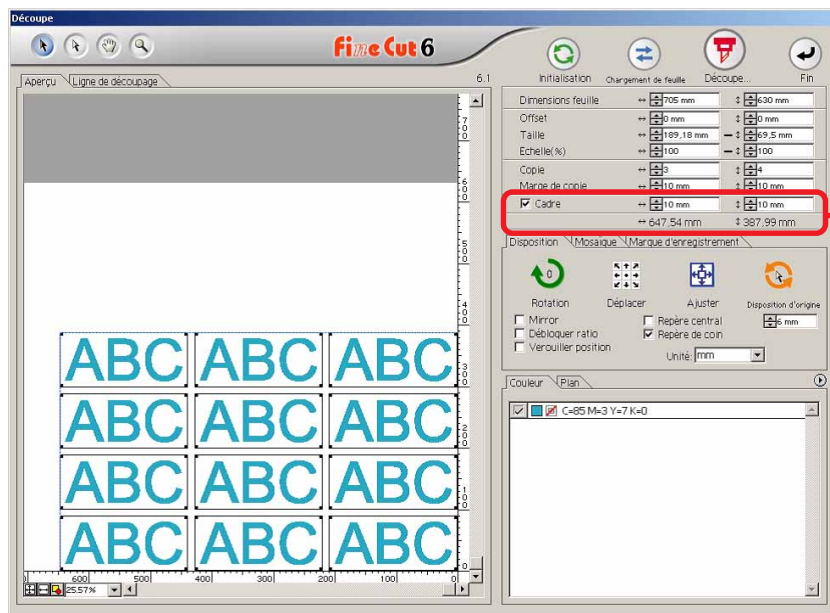 Découpe
FineCut 6
Initialisation
Chargement de feuille
Découpe...
Fin
Aperçu
Ligne de découpage
6.1
Dimensions feuille ↔ 705 mm ↕ 630 mm
Offset ↔ 0 mm ↕ 0 mm
Taille ↔ 189,18 mm ↕ 69,5 mm
Echelle(%) ↔ 100 ↕ 100
Copie ↔ 3 ↕ 4
Marge de copie ↔ 10 mm ↕ 10 mm
Cadre ↔ 10 mm ↕ 10 mm
↔ 647,54 mm ↕ 387,99 mm
Disposition
Mosaïque
Marque d'enregistrement
0
Rotation
Déplacer
Ajuster
Disposition d'origine
Mirror
Repère central
6 mm
Débloquer ratio
Repère de coin
Verouiller position
Unité: mm
Couleur
Plan
C=85 M=3 Y=7 K=0
700
600
500
400
300
200
100
0
ABC ABC ABC
ABC ABC ABC
ABC ABC ABC
ABC ABC ABC
600 500 400 300 200 100 0
25.57%